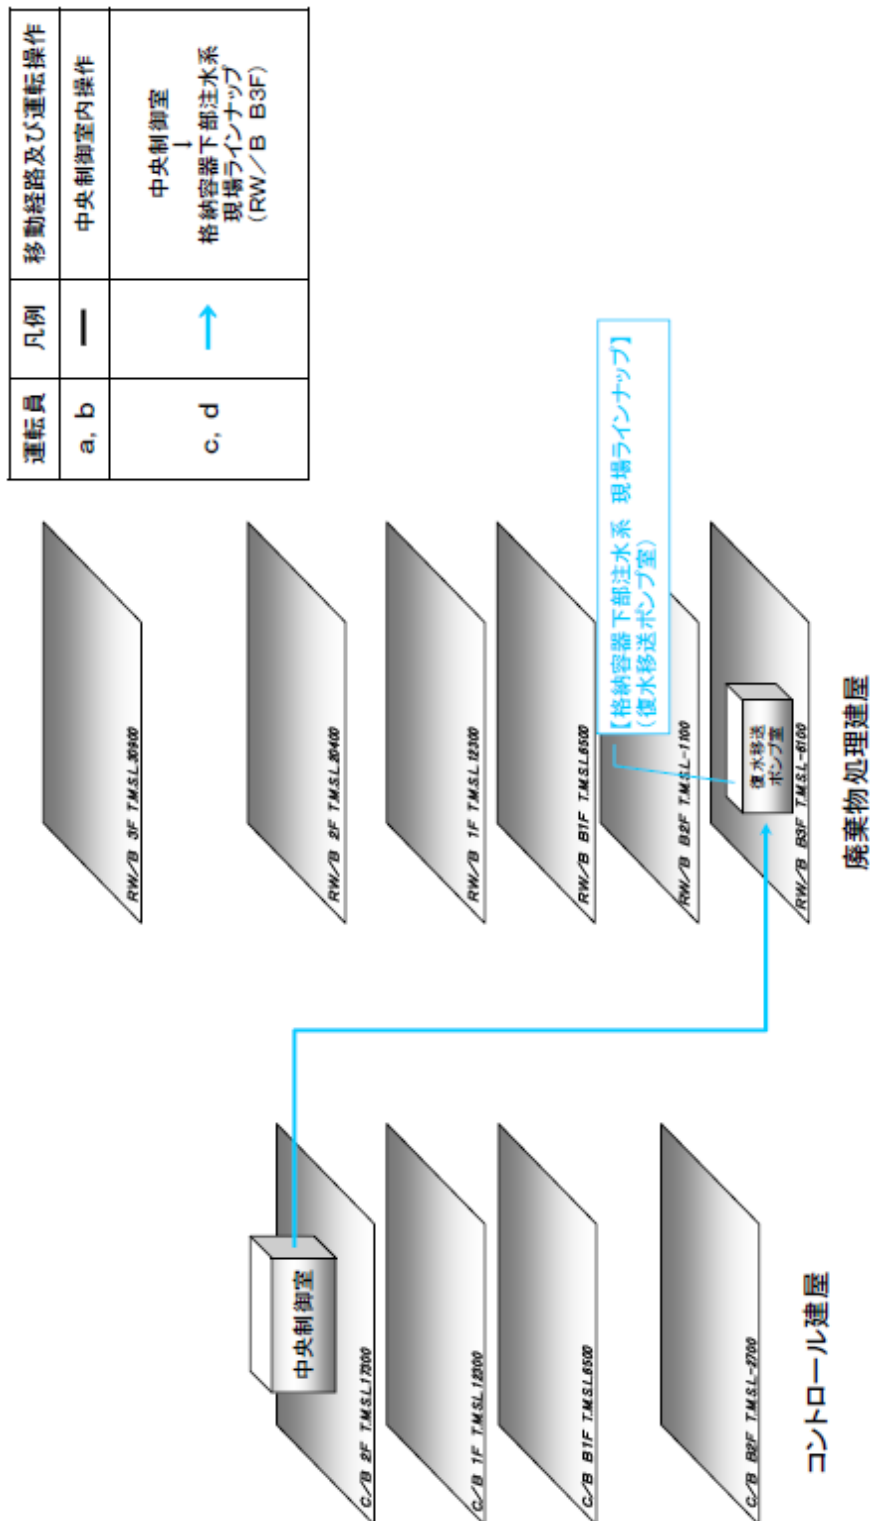 運転員 凡例 移動経路及び運転操作
a, b 中央制御室内操作
c, d
中央制御室
↓
格納容器下部注水系
現場ラインナップ
(RW/B B3F)
中央制御室
C/B 2F T.M.S.L.17300
C/B 1F T.M.S.L.12300
C/B B1F T.M.S.L.6500
C/B B2F T.M.S.L.-2700
コントロール建屋
RW/B 3F T.M.S.L.30900
RW/B 2F T.M.S.L.20400
RW/B 1F T.M.S.L.12300
RW/B B1F T.M.S.L.6500
RW/B B2F T.M.S.L.-1100
RW/B B3F T.M.S.L.-6100
【格納容器下部注水系 現場ラインナップ】
(復水移送ポンプ室)
復水移送
ポンプ室
廃棄物処理建屋